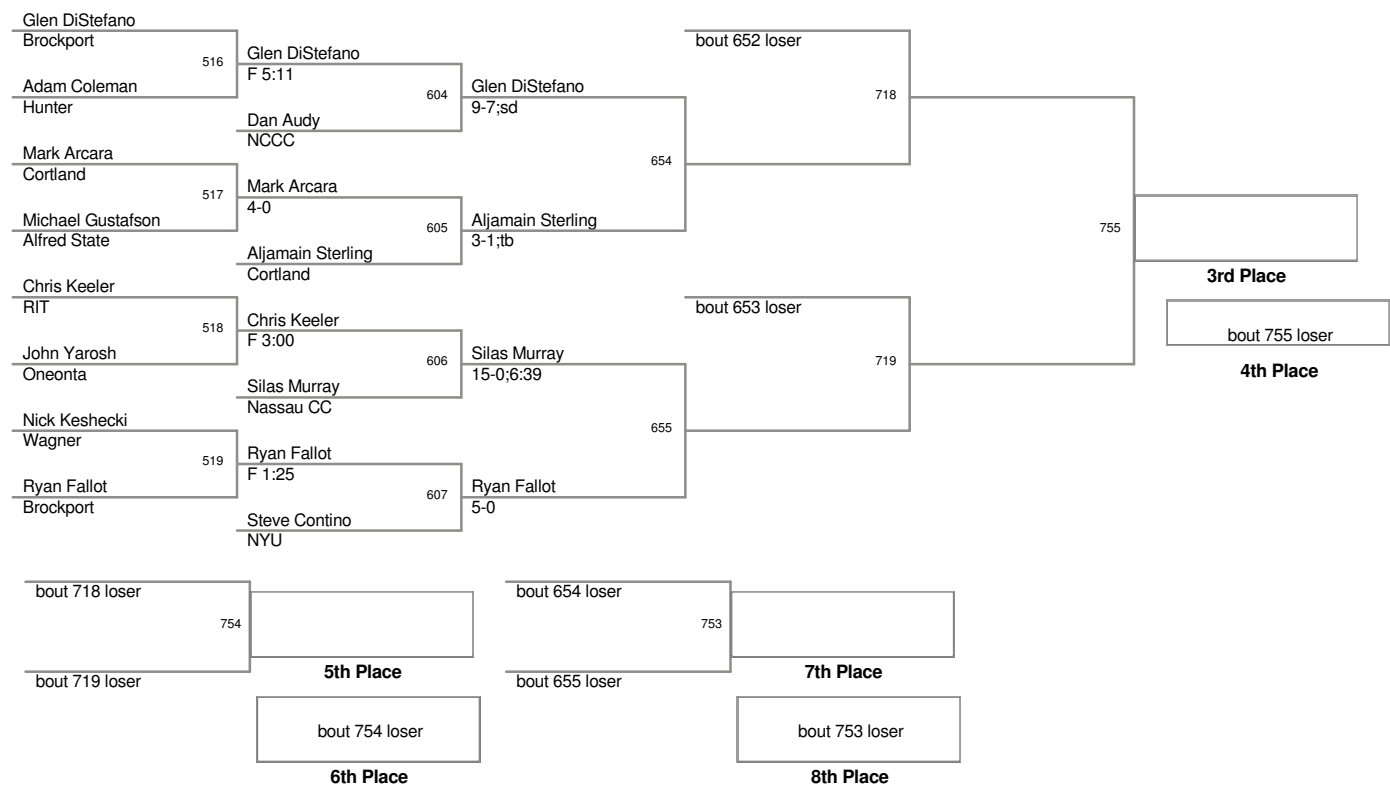 Glen DiStefano
Brockport
516
Adam Coleman
Hunter
Mark Arcara
Cortland
517
Michael Gustafson
Alfred State
Chris Keeler
RIT
518
John Yarosh
Oneonta
Nick Keshecki
Wagner
519
Ryan Fallot
Brockport
Glen DiStefano
F 5:11
604
Dan Audy
NCCC
Mark Arcara
4-0
605
Aljamain Sterling
Cortland
Chris Keeler
F 3:00
606
Silas Murray
Nassau CC
Ryan Fallot
F 1:25
607
Steve Contino
NYU
Glen DiStefano
9-7;sd
654
Aljamain Sterling
3-1;tb
Silas Murray
15-0;6:39
655
Ryan Fallot
5-0
bout 652 loser
718
bout 653 loser
719
755
3rd Place
bout 755 loser
4th Place
bout 718 loser
754
bout 719 loser
5th Place
bout 754 loser
6th Place
bout 654 loser
753
bout 655 loser
7th Place
bout 753 loser
8th Place